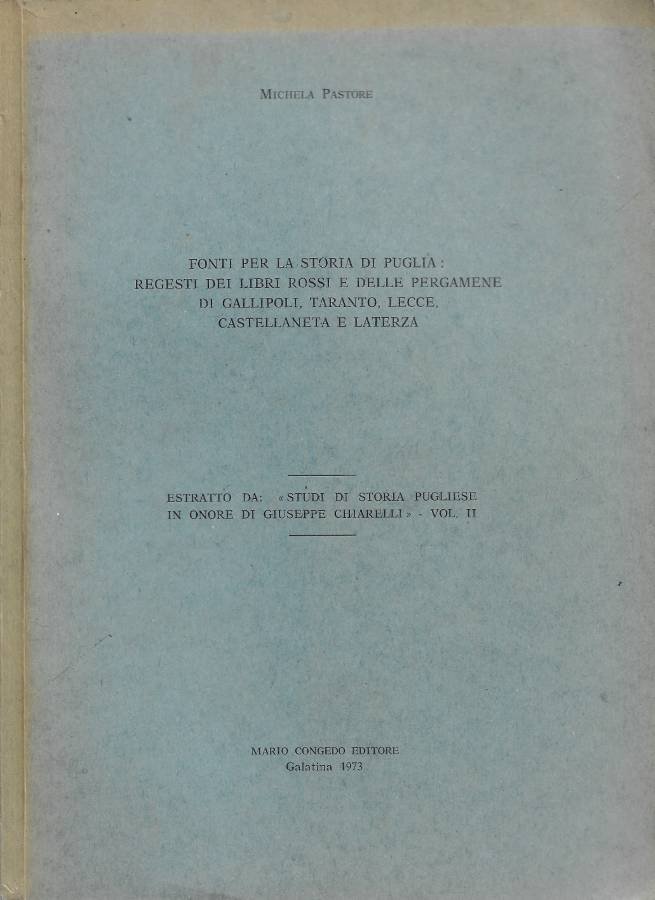 Michela Pastore
FONTI PER LA STORIA DI PUGLIA:
REGESTI DEI LIBRI ROSSI E DELLE PERGAMENE
DI GALLIPOLI, TARANTO, LECCE,
CASTELLANETA E LATERZA
ESTRATTO DA: «STUDI DI STORIA PUGLIESE
IN ONORE DI GIUSEPPE CHIARELLI» - VOL. II
MARIO CONGEDO EDITORE
Galatina 1973